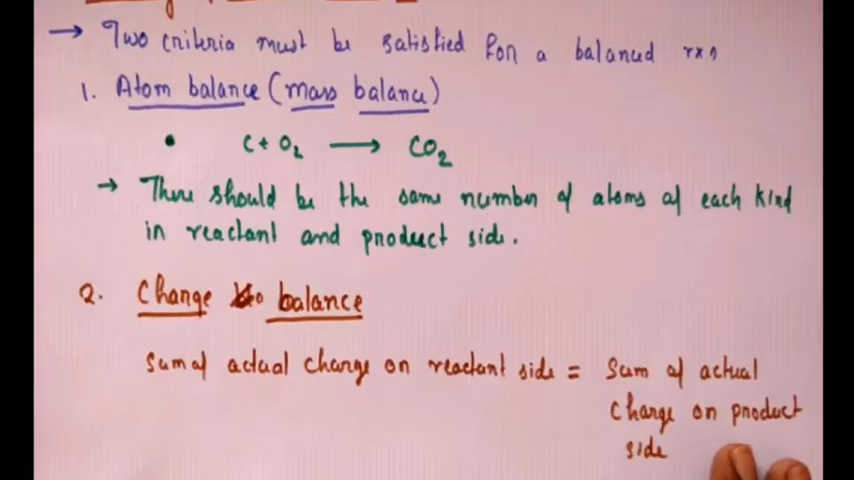 → Two criteria must be satisfied for a balanced rxn
1. Atom balance (mass balance)
• C + O₂ ⟶ CO₂
→ There should be the same number of atoms of each kind
in reactant and product side.
2. Charge balance
Sum of actual charge on reactant side = Sum of actual
charge on product
side